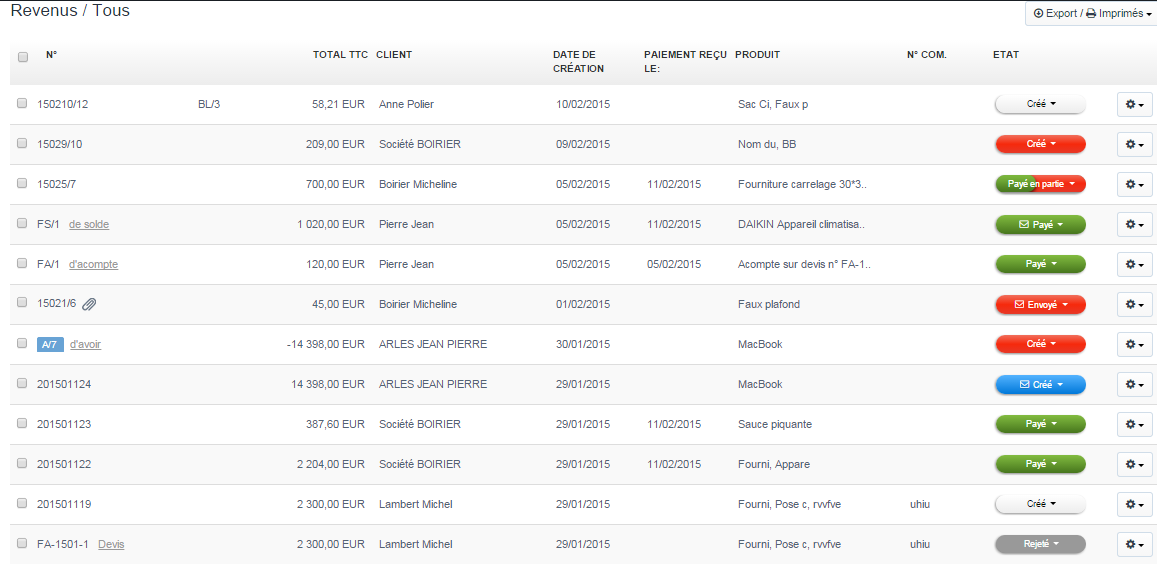 Revenus / Tous
Export / Imprimés
N° TOTAL TTC CLIENT DATE DE CRÉATION PAIEMENT REÇU LE: PRODUIT N° COM. ETAT
150210/12 BL/3 58,21 EUR Anne Polier 10/02/2015 Sac Ci, Faux p Créé
15029/10 209,00 EUR Société BOIRIER 09/02/2015 Nom du, BB Créé
15025/7 700,00 EUR Boirier Micheline 05/02/2015 11/02/2015 Fourniture carrelage 30*3.. Payé en partie
FS/1 de solde 1 020,00 EUR Pierre Jean 05/02/2015 11/02/2015 DAIKIN Appareil climatisa.. Payé
FA/1 d'acompte 120,00 EUR Pierre Jean 05/02/2015 05/02/2015 Acompte sur devis n° FA-1.. Payé
15021/6 45,00 EUR Boirier Micheline 01/02/2015 Faux plafond Envoyé
A/7 d'avoir -14 398,00 EUR ARLES JEAN PIERRE 30/01/2015 MacBook Créé
201501124 14 398,00 EUR ARLES JEAN PIERRE 29/01/2015 MacBook Créé
201501123 387,60 EUR Société BOIRIER 29/01/2015 11/02/2015 Sauce piquante Payé
201501122 2 204,00 EUR Société BOIRIER 29/01/2015 11/02/2015 Fourni, Appare Payé
201501119 2 300,00 EUR Lambert Michel 29/01/2015 Fourni, Pose c, rvvfve uhiu Créé
FA-1501-1 Devis 2 300,00 EUR Lambert Michel 29/01/2015 Fourni, Pose c, rvvfve uhiu Rejeté